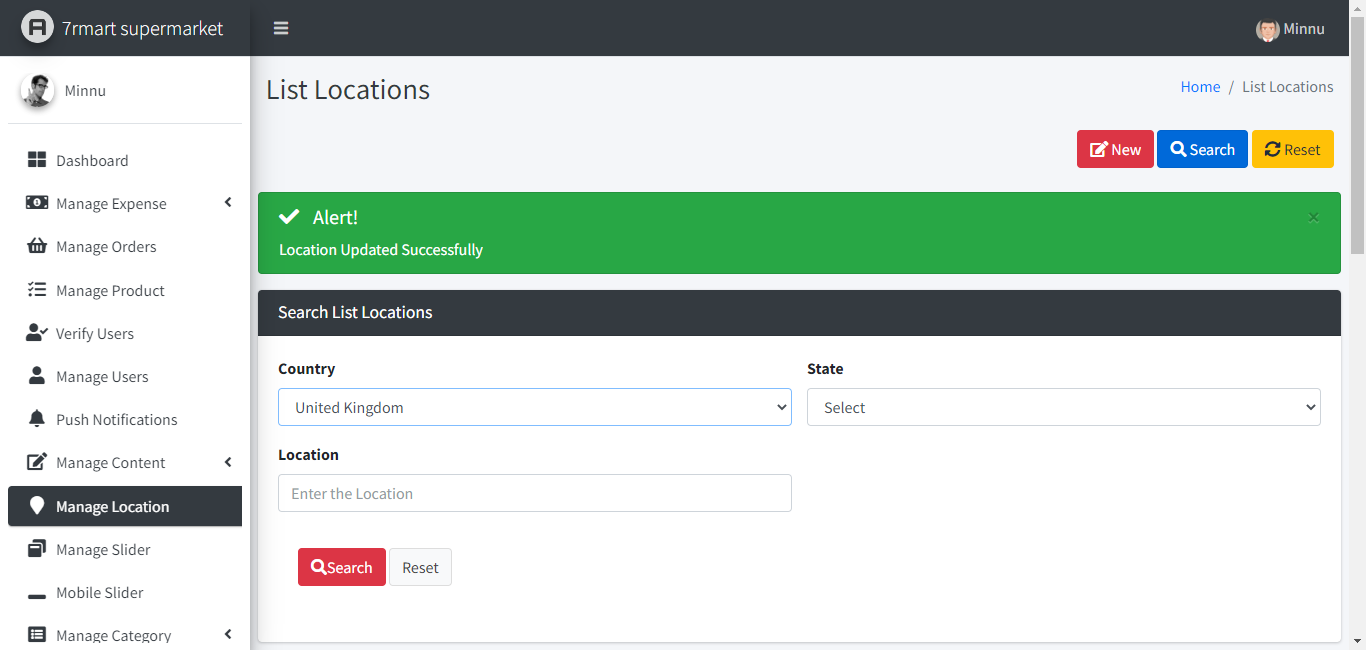 7rmart supermarket
Minnu
Minnu
Dashboard
Manage Expense
Manage Orders
Manage Product
Verify Users
Manage Users
Push Notifications
Manage Content
Manage Location
Manage Slider
Mobile Slider
Manage Category
List Locations
Home / List Locations
New Search Reset
Alert!
×
Location Updated Successfully
Search List Locations
Country State
United Kingdom Select
Location
Enter the Location
Search Reset